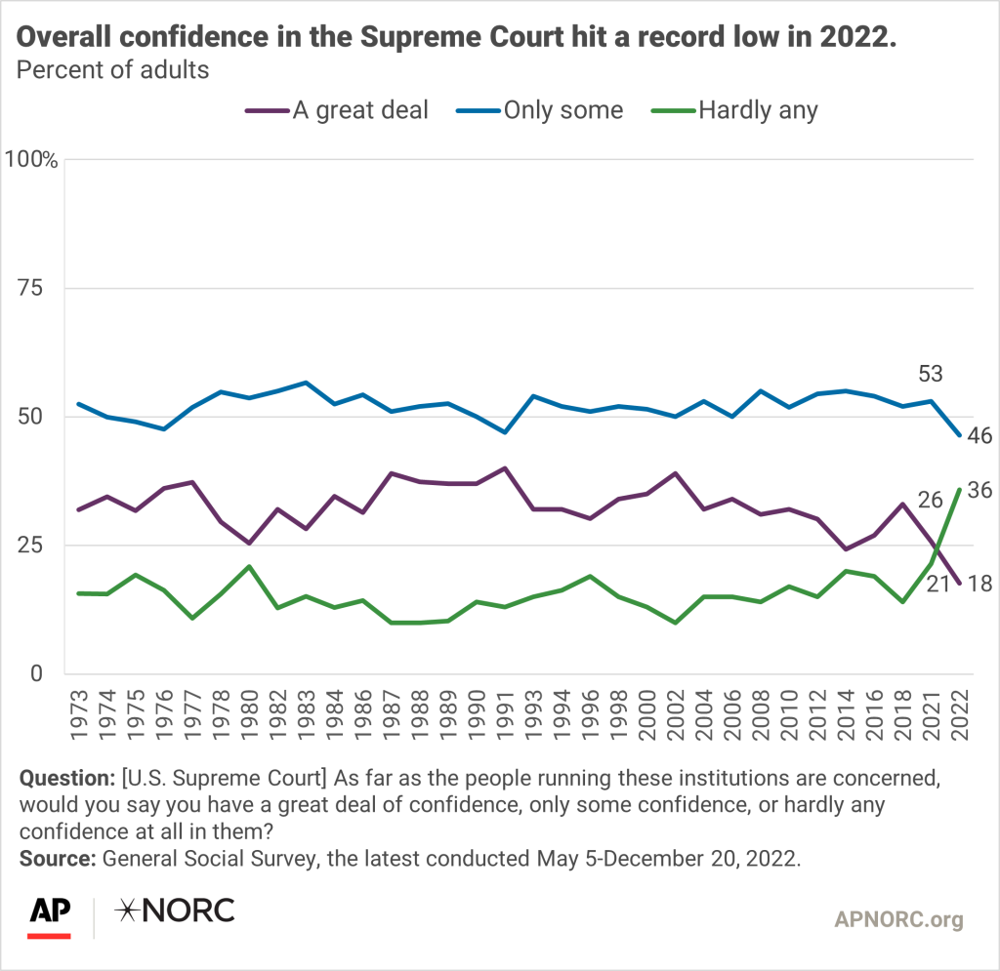 Overall confidence in the Supreme Court hit a record low in 2022.
Percent of adults
A great deal Only some Hardly any
100%
75
50
25
0
53
46
36
26
21
18
1973 1974 1975 1976 1977 1978 1980 1982 1983 1984 1986 1987 1988 1989 1990 1991 1993 1994 1996 1998 2000 2002 2004 2006 2008 2010 2012 2014 2016 2018 2021 2022
Question: [U.S. Supreme Court] As far as the people running these institutions are concerned,
would you say you have a great deal of confidence, only some confidence, or hardly any
confidence at all in them?
Source: General Social Survey, the latest conducted May 5-December 20, 2022.
AP NORC
APNORC.org